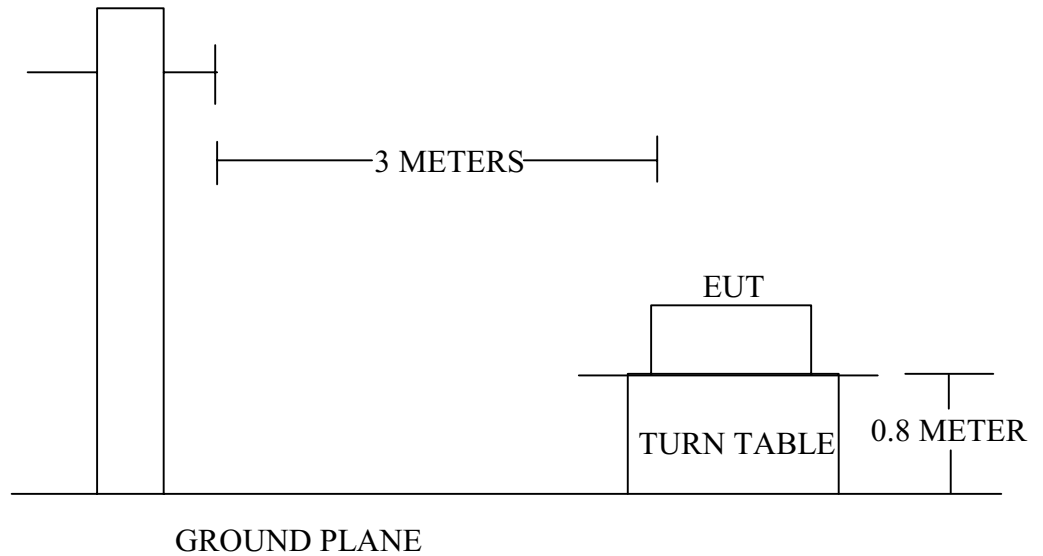 3 METERS
EUT
TURN TABLE
0.8 METER
GROUND PLANE